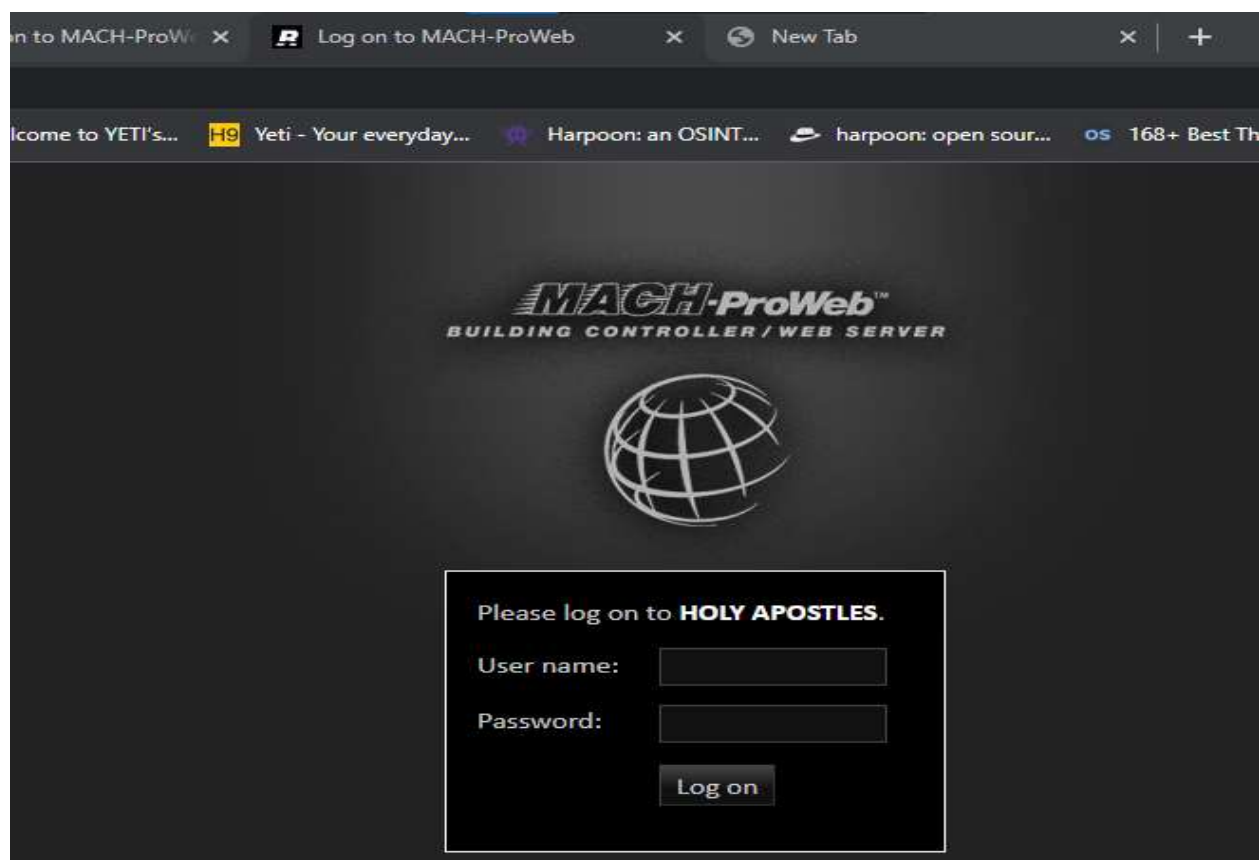 n to MACH-ProW Log on to MACH-ProWeb New Tab
lcome to YETI's... H9 Yeti - Your everyday... Harpoon: an OSINT... harpoon: open sour... OS 168+ Best Th
MACH-ProWeb™
BUILDING CONTROLLER/WEB SERVER
Please log on to HOLY APOSTLES.
User name:
Password:
Log on